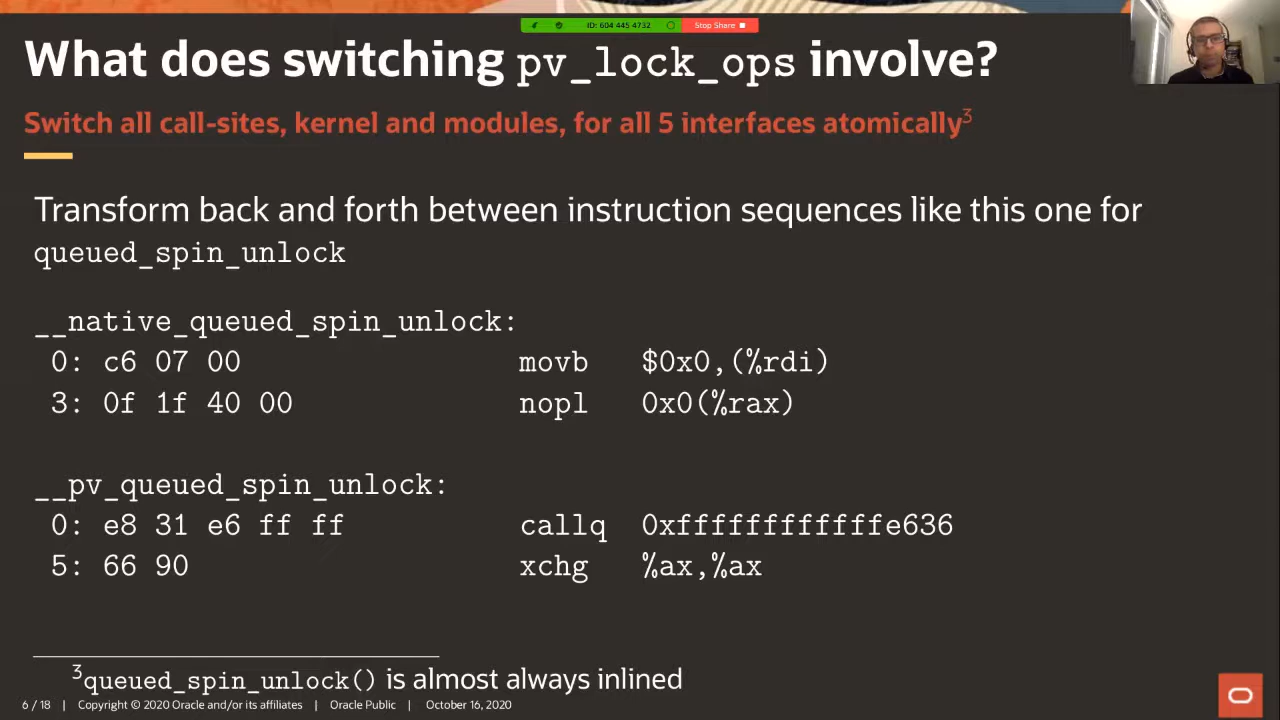 ID: 604 445 4732 Stop Share
What does switching pv_lock_ops involve?
Switch all call-sites, kernel and modules, for all 5 interfaces atomically3
Transform back and forth between instruction sequences like this one for
queued_spin_unlock
__native_queued_spin_unlock:
0: c6 07 00 movb $0x0,(%rdi)
3: 0f 1f 40 00 nopl 0x0(%rax)
__pv_queued_spin_unlock:
0: e8 31 e6 ff ff callq 0xffffffffffffe636
5: 66 90 xchg %ax,%ax
3queued_spin_unlock() is almost always inlined
6 / 18 | Copyright © 2020 Oracle and/or its affiliates | Oracle Public | October 16, 2020